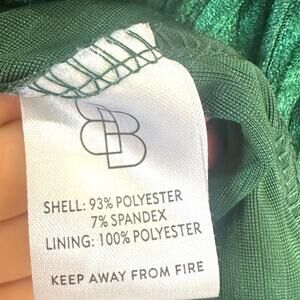 SHELL: 93% POLYESTER
7% SPANDEX
LINING: 100% POLYESTER
KEEP AWAY FROM FIRE